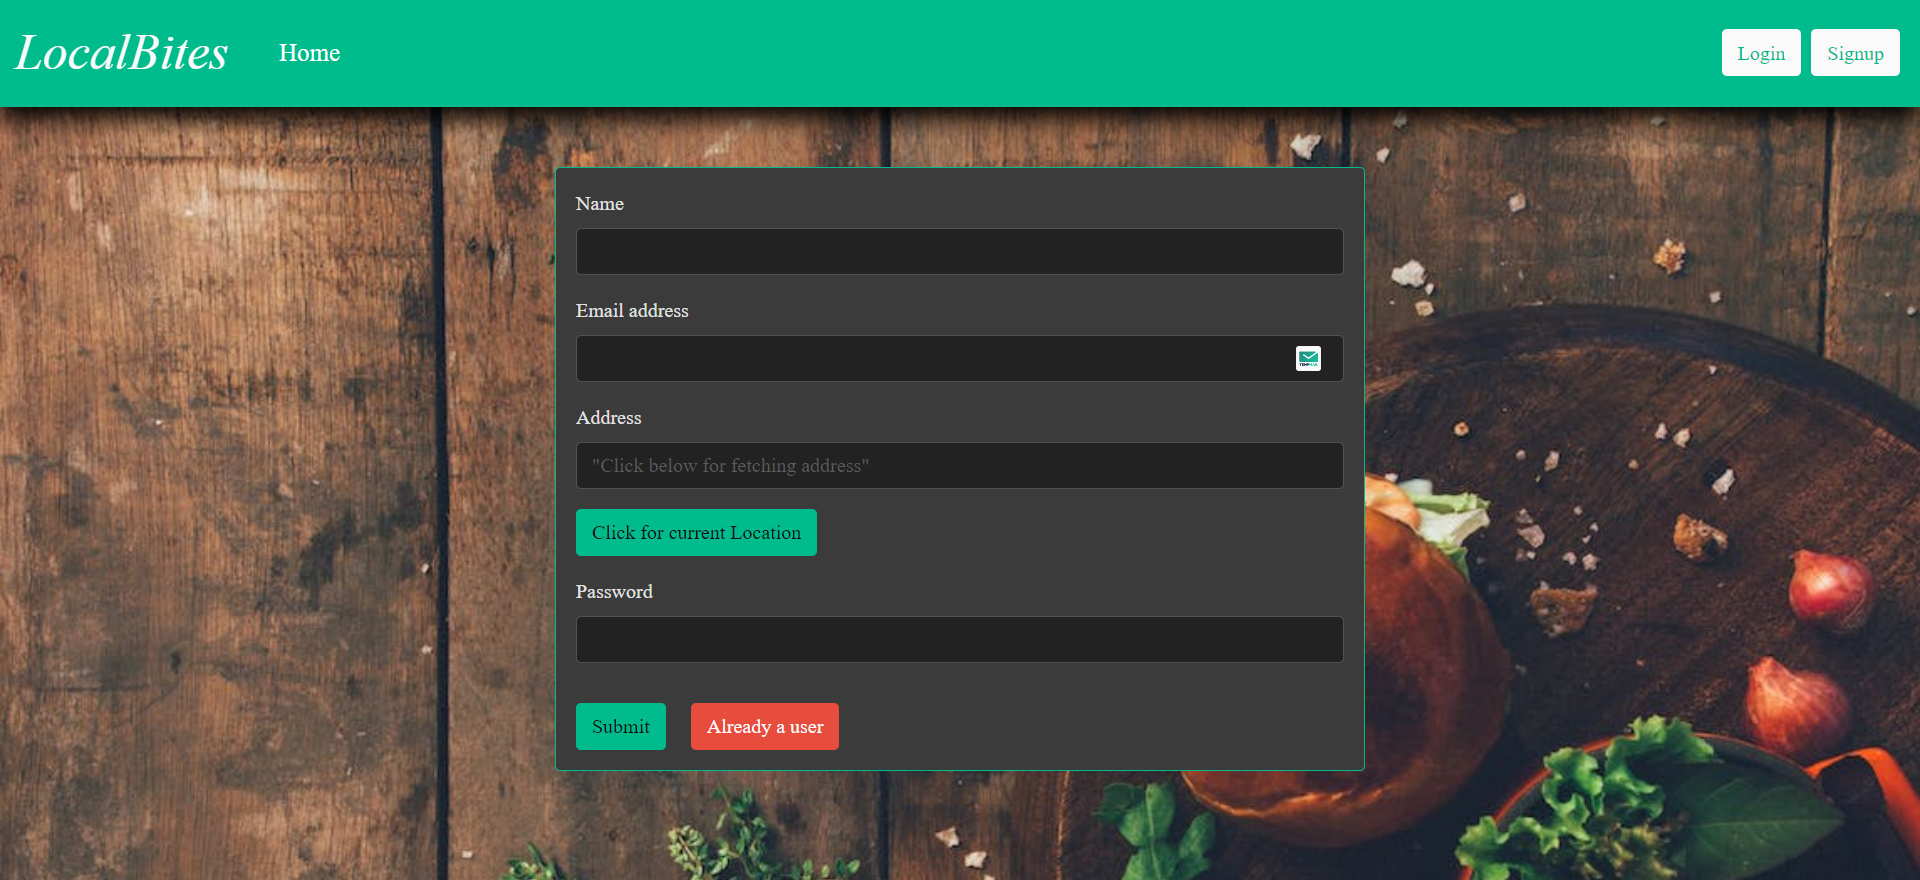 LocalBites Home Login Signup
Name
Email address
Address
"Click below for fetching address"
Click for current Location
Password
Submit Already a user